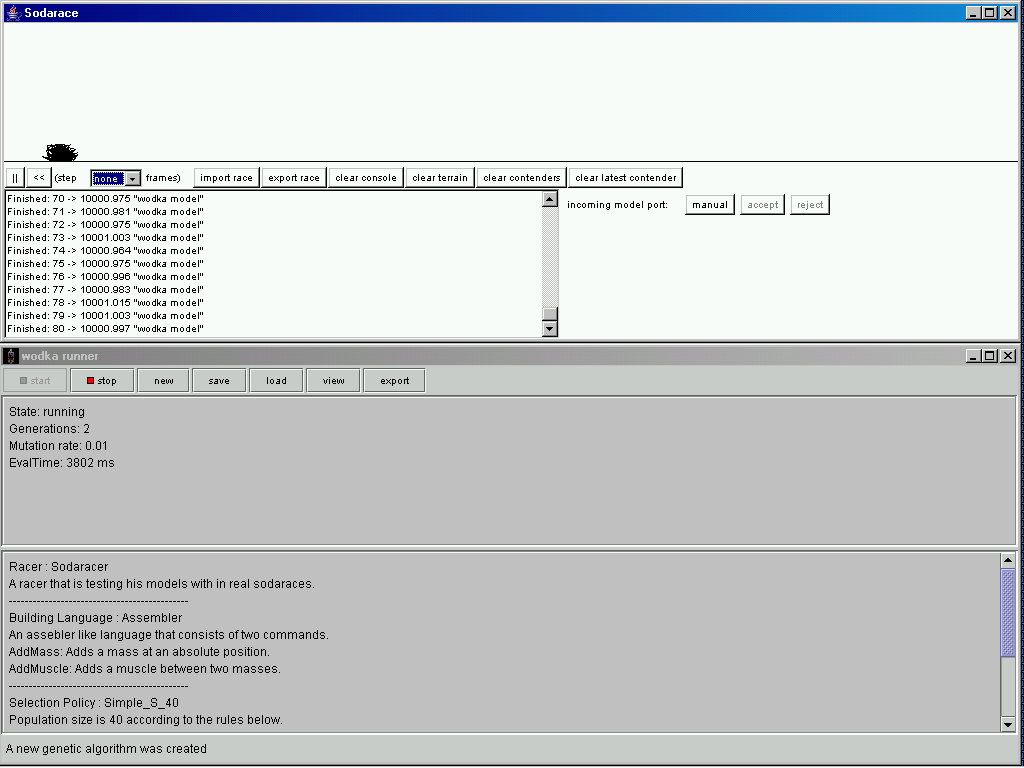 Sodarace
|| << (step none frames) import race export race clear console clear terrain clear contenders clear latest contender
Finished: 70 -> 10000.975 "wodka model"
Finished: 71 -> 10000.981 "wodka model"
Finished: 72 -> 10000.975 "wodka model"
Finished: 73 -> 10001.003 "wodka model"
Finished: 74 -> 10000.964 "wodka model"
Finished: 75 -> 10000.975 "wodka model"
Finished: 76 -> 10000.996 "wodka model"
Finished: 77 -> 10000.983 "wodka model"
Finished: 78 -> 10001.015 "wodka model"
Finished: 79 -> 10001.003 "wodka model"
Finished: 80 -> 10000.997 "wodka model"
incoming model port: manual accept reject
wodka runner
start stop new save load view export
State: running
Generations: 2
Mutation rate: 0.01
EvalTime: 3802 ms
Racer : Sodaracer
A racer that is testing his models with in real sodaraces.
---------------------------------------------
Building Language : Assembler
An assebler like language that consists of two commands.
AddMass: Adds a mass at an absolute position.
AddMuscle: Adds a muscle between two masses.
---------------------------------------------
Selection Policy : Simple_S_40
Population size is 40 according to the rules below.
A new genetic algorithm was created